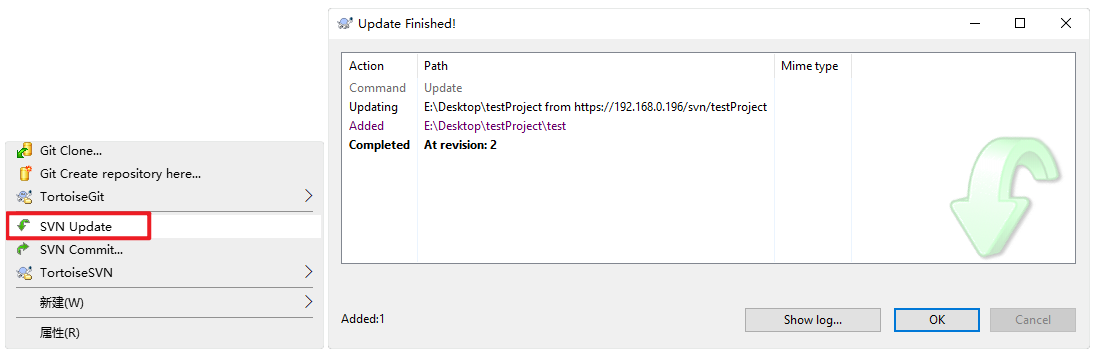 Git Clone...
Git Create repository here...
TortoiseGit
SVN Update
SVN Commit...
TortoiseSVN
新建(W)
属性(R)
Update Finished!
Action Path Mime type
Command Update
Updating E:\Desktop\testProject from https://192.168.0.196/svn/testProject
Added E:\Desktop\testProject\test
Completed At revision: 2
Added:1
Show log... OK Cancel